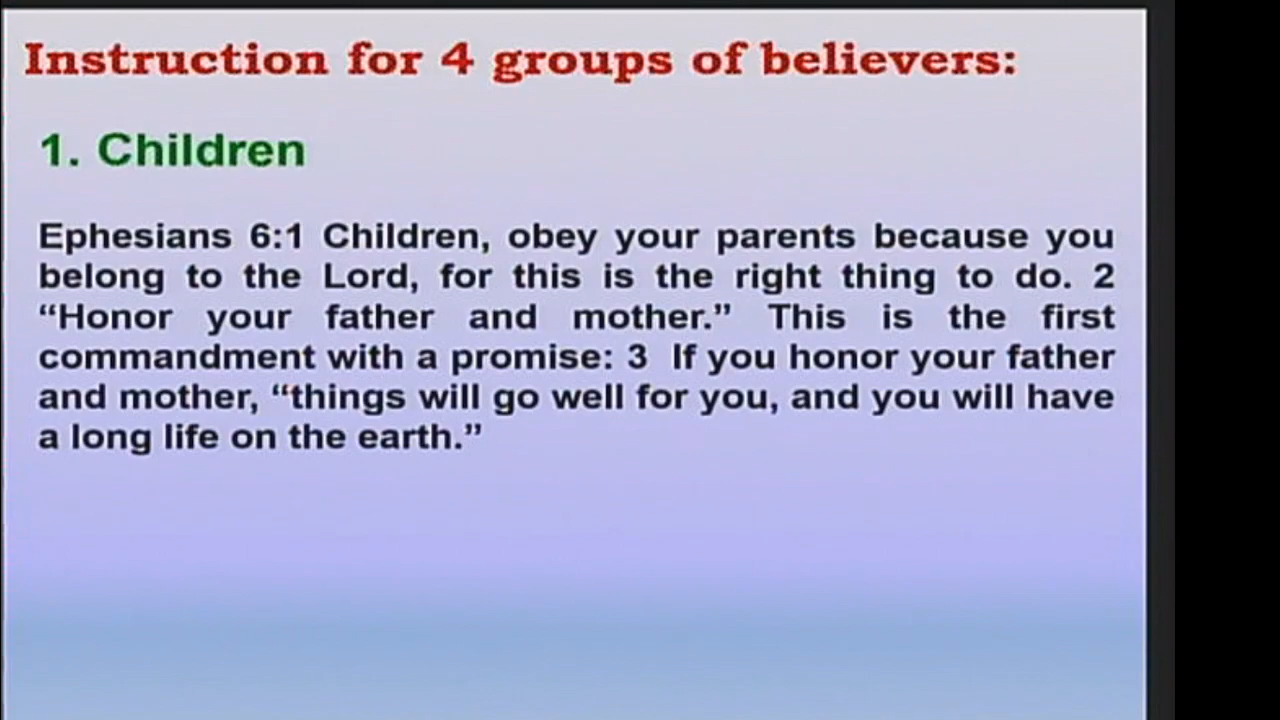 Instruction for 4 groups of believers:
1. Children
Ephesians 6:1 Children, obey your parents because you
belong to the Lord, for this is the right thing to do. 2
“Honor your father and mother.” This is the first
commandment with a promise: 3 If you honor your father
and mother, “things will go well for you, and you will have
a long life on the earth.”